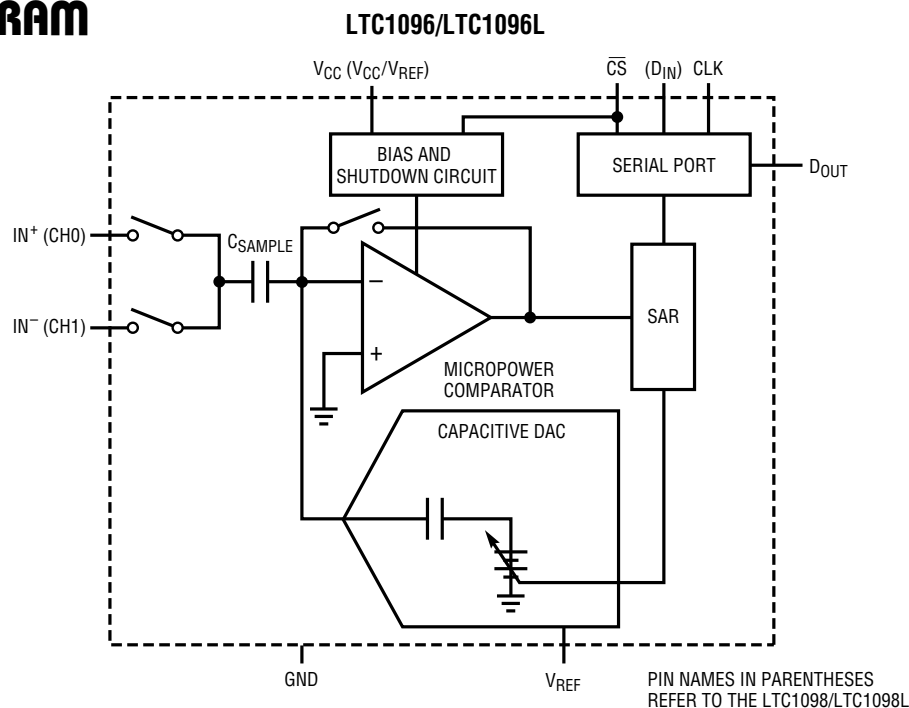 RAM
LTC1096/LTC1096L
V_CC (V_CC/V_REF)
C̅S̅ (D_IN) CLK
BIAS AND
SHUTDOWN CIRCUIT
SERIAL PORT
D_OUT
IN⁺ (CH0)
C_SAMPLE
IN⁻ (CH1)
−
+
SAR
MICROPOWER
COMPARATOR
CAPACITIVE DAC
GND
V_REF
PIN NAMES IN PARENTHESES
REFER TO THE LTC1098/LTC1098L